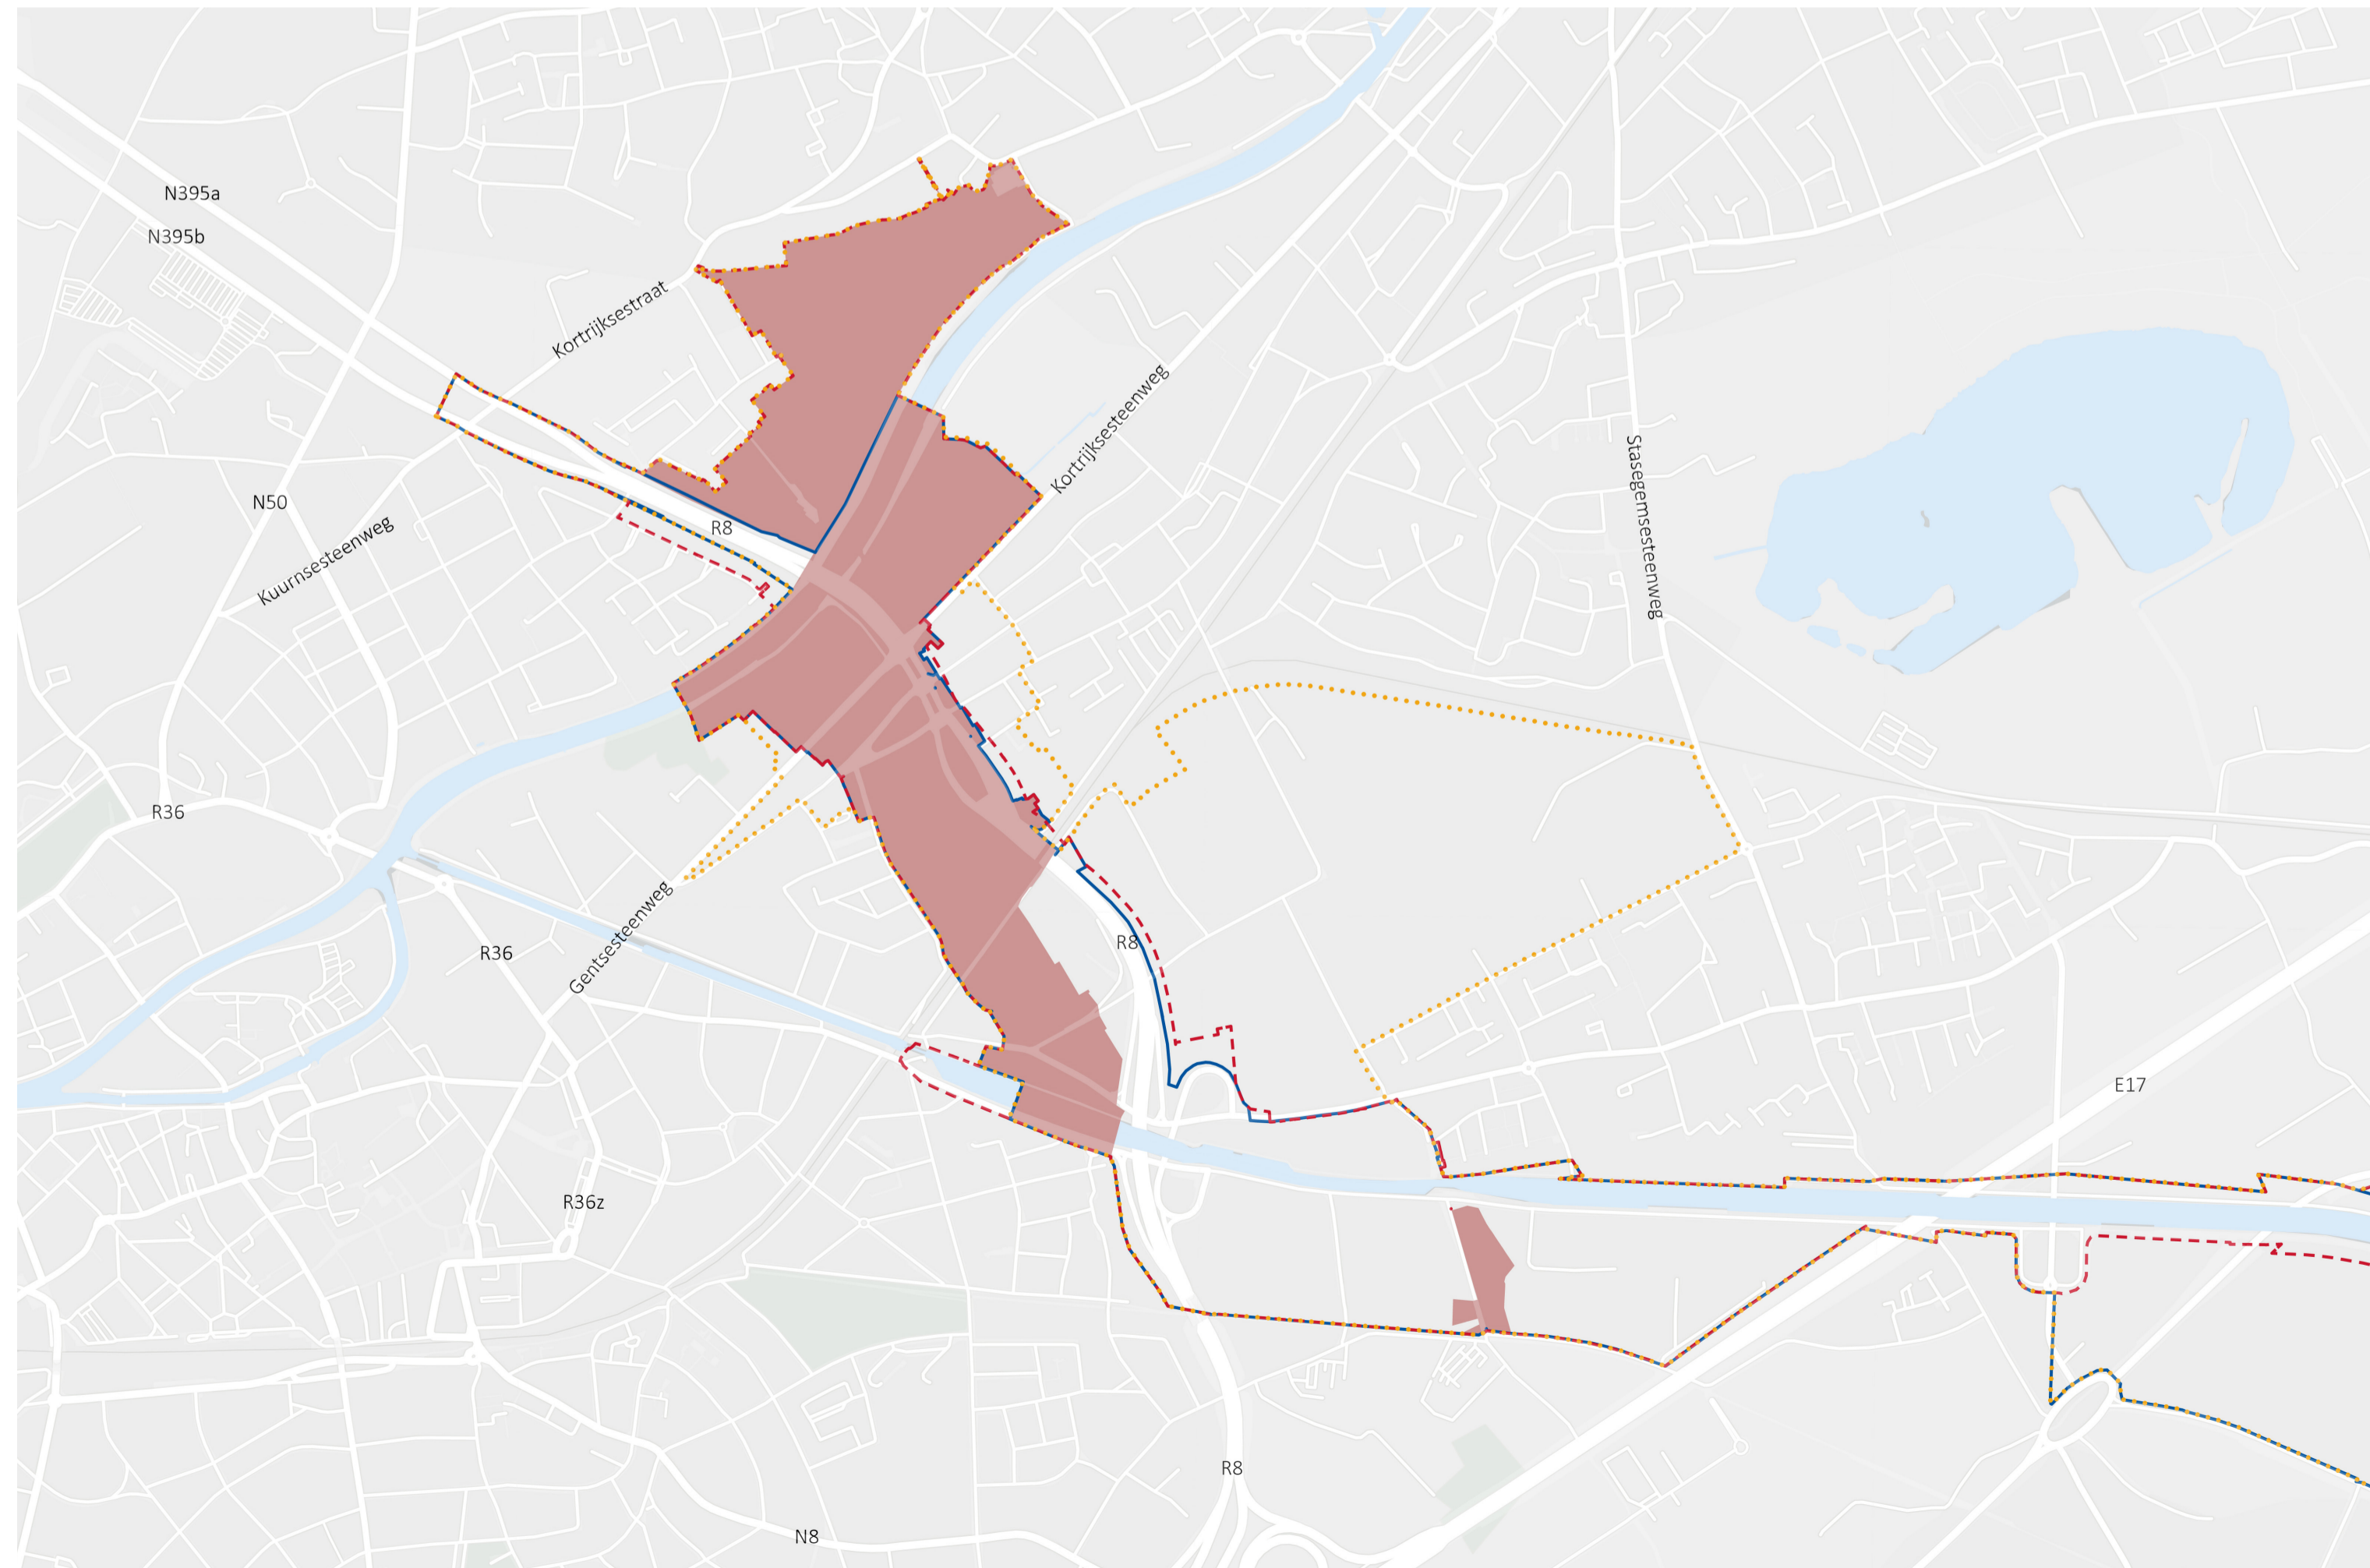 N395a
N395b
Kortrijksestraat
Kortrijksesteenweg
Stasegemsesteenweg
N50
R8
Kuurnsesteenweg
R36
R8
R36
Gentsesteenweg
E17
R36z
R8
N8